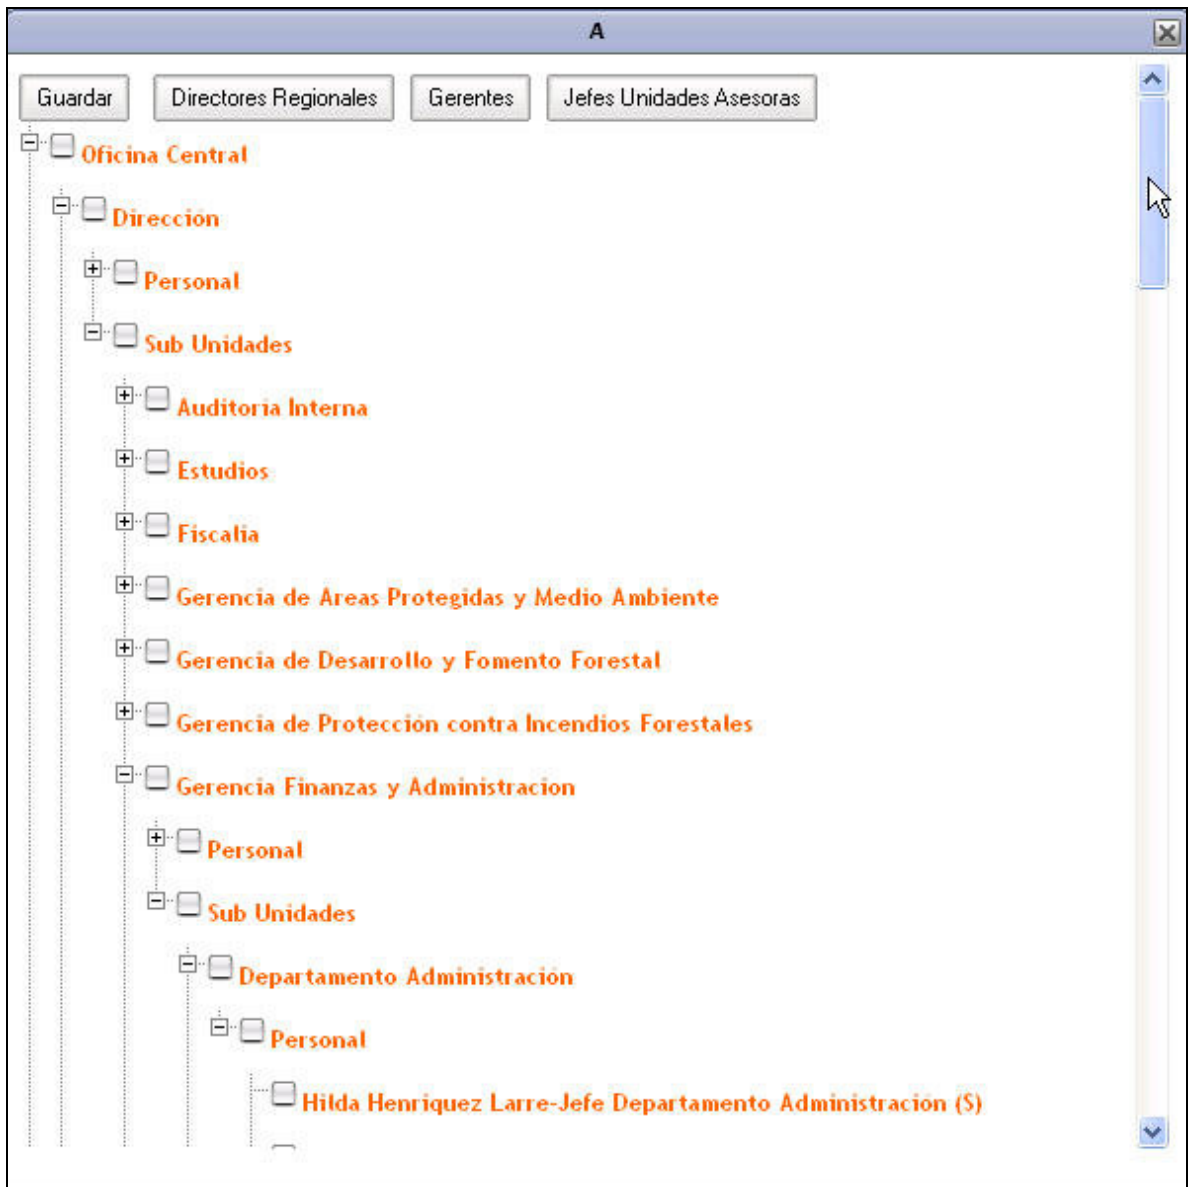 A
Guardar Directores Regionales Gerentes Jefes Unidades Asesoras
Oficina Central
Dirección
Personal
Sub Unidades
Auditoria Interna
Estudios
Fiscalia
Gerencia de Areas Protegidas y Medio Ambiente
Gerencia de Desarrollo y Fomento Forestal
Gerencia de Protección contra Incendios Forestales
Gerencia Finanzas y Administracion
Personal
Sub Unidades
Departamento Administración
Personal
Hilda Henriquez Larre-Jefe Departamento Administración (S)